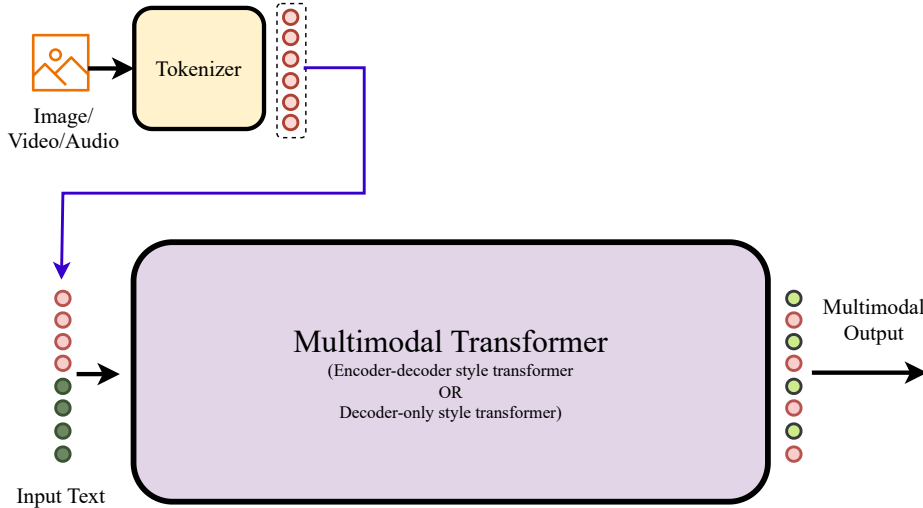 Tokenizer
Image/
Video/Audio
Multimodal Transformer
(Encoder-decoder style transformer
OR
Decoder-only style transformer)
Multimodal
Output
Input Text